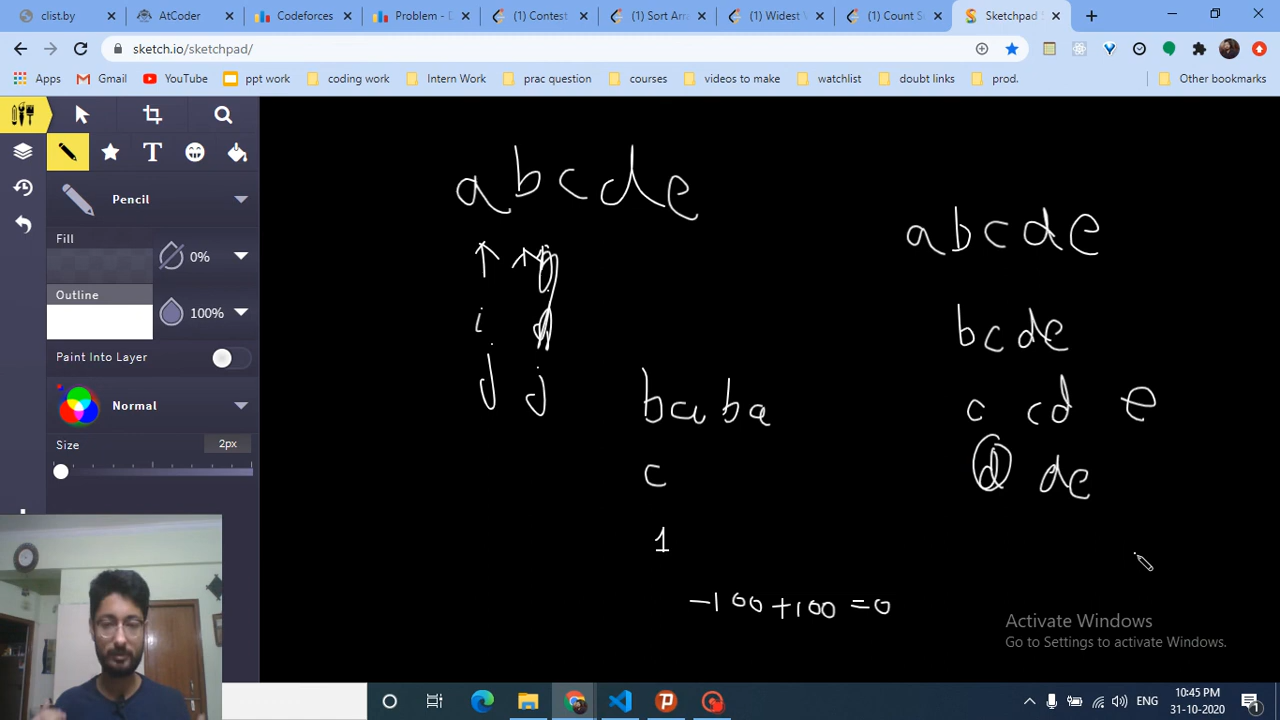 clist.by
AtCoder
Codeforces
Problem - D
(1) Contest
(1) Sort Arra
(1) Widest V
(1) Count S
Sketchpad
sketch.io/sketchpad/
Apps
Gmail
YouTube
ppt work
coding work
Intern Work
prac question
courses
videos to make
watchlist
doubt links
prod.
Other bookmarks
Pencil
Fill
0%
Outline
100%
Paint Into Layer
Normal
Size
2px
abcde
i
j j
baba
c
1
-100+100=0
abcde
bcde
c cd e
d de
Activate Windows
Go to Settings to activate Windows.
ENG
10:45 PM
31-10-2020
1